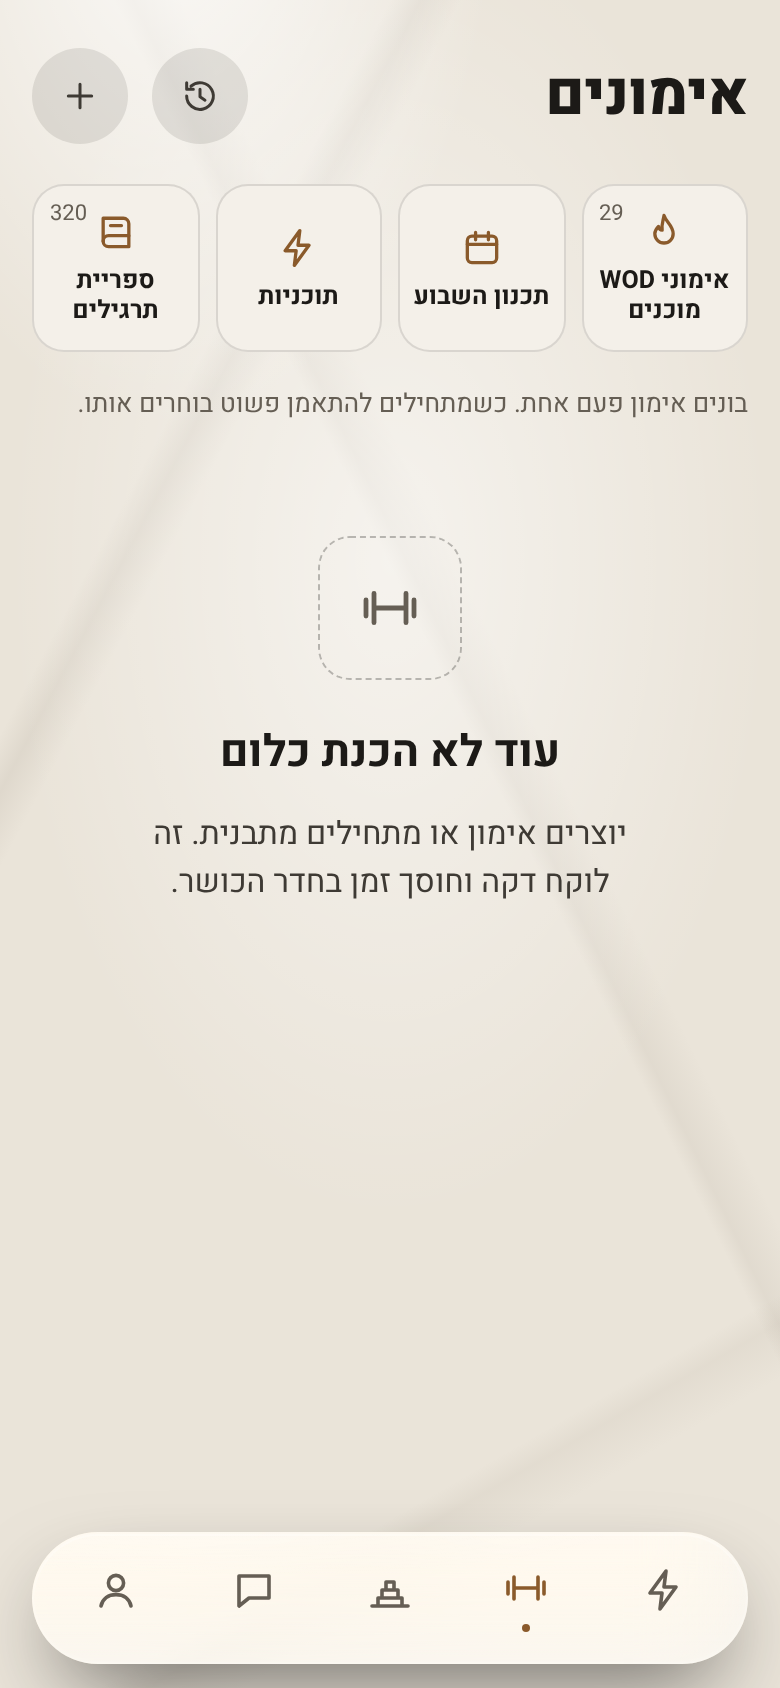 אימונים
29
אימוני WOD
מוכנים
תכנון השבוע
תוכניות
320
ספריית
תרגילים
בונים אימון פעם אחת. כשמתחילים להתאמן פשוט בוחרים אותו.
עוד לא הכנת כלום
יוצרים אימון או מתחילים מתבנית. זה
לוקח דקה וחוסך זמן בחדר הכושר.